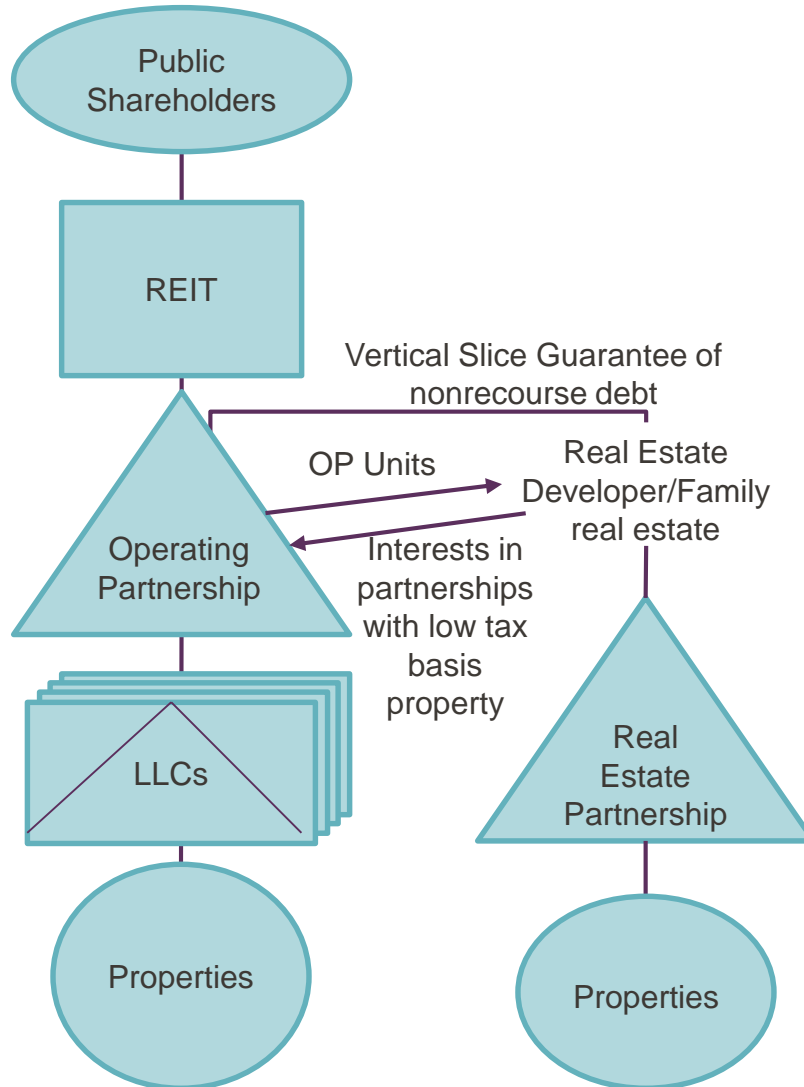 Public
Shareholders
REIT
Vertical Slice Guarantee of
nonrecourse debt
OP Units
Real Estate
Developer/Family
real estate
Operating
Partnership
Interests in
partnerships
with low tax
basis
property
LLCs
Real
Estate
Partnership
Properties
Properties